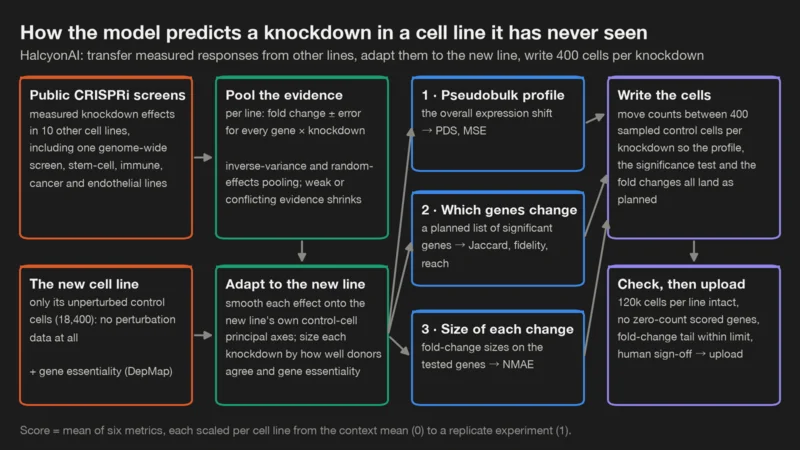 How the model predicts a knockdown in a cell line it has never seen
HalcyonAI: transfer measured responses from other lines, adapt them to the new line, write 400 cells per knockdown
Public CRISPRi screens
measured knockdown effects
in 10 other cell lines,
including one genome-wide
screen, stem-cell, immune,
cancer and endothelial lines
Pool the evidence
per line: fold change ± error
for every gene × knockdown
inverse-variance and random-
effects pooling; weak or
conflicting evidence shrinks
1 · Pseudobulk profile
the overall expression shift
→ PDS, MSE
Write the cells
move counts between 400
sampled control cells per
knockdown so the profile,
the significance test and the
fold changes all land as
planned
2 · Which genes change
a planned list of significant
genes → Jaccard, fidelity,
reach
The new cell line
only its unperturbed control
cells (18,400): no perturbation
data at all
+ gene essentiality (DepMap)
Adapt to the new line
smooth each effect onto the
new line's own control-cell
principal axes; size each
knockdown by how well donors
agree and gene essentiality
3 · Size of each change
fold-change sizes on the
tested genes → NMAE
Check, then upload
120k cells per line intact,
no zero-count scored genes,
fold-change tail within limit,
human sign-off → upload
Score = mean of six metrics, each scaled per cell line from the context mean (0) to a replicate experiment (1).